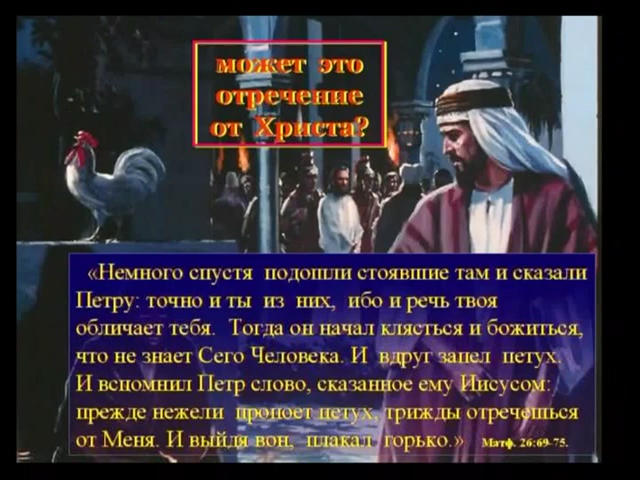 может это
отречение
от Христа?
«Немного спустя подошли стоявшие там и сказали
Петру: точно и ты из них, ибо и речь твоя
обличает тебя. Тогда он начал клясться и божиться,
что не знает Сего Человека. И вдруг запел петух.
И вспомнил Петр слово, сказанное ему Иисусом:
прежде нежели пропоет петух, трижды отречешься
от Меня. И выйдя вон, плакал горько.» Матф. 26:69-75.